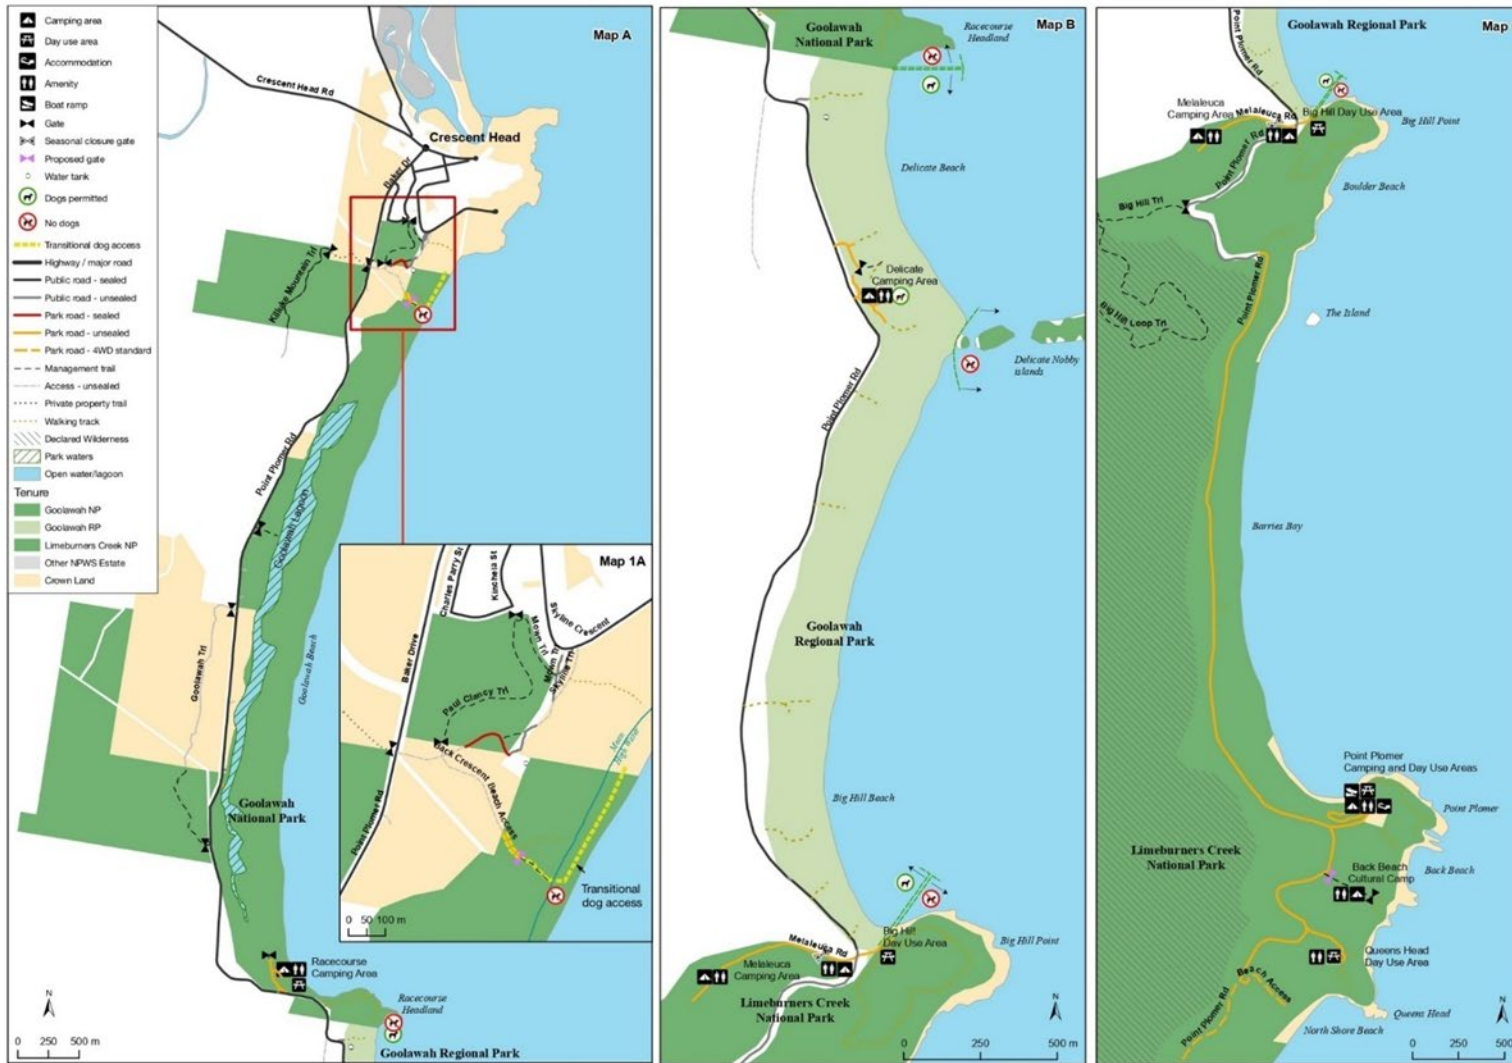 Camping area
Day use area
Accommodation
Amenity
Boat ramp
Gate
Seasonal closure gate
Proposed gate
Water tank
Dogs permitted
No dogs
Transitional dog access
Highway / major road
Public road - sealed
Public road - unsealed
Park road - sealed
Park road - unsealed
Park road - 4WD standard
Management trail
Access - unsealed
Private property trail
Walking track
Declared Wilderness
Park waters
Open water/lagoon
Tenure
Goolawah NP
Goolawah RP
Limeburners Creek NP
Other NPWS Estate
Crown Land
Map A
Crescent Head Rd
Crescent Head
Baker Dr
Kiliuke Mountain Trl
Point Plomer Rd
Goolawah Lagoon
Goolawah Trl
Goolawah Beach
Goolawah
National Park
Racecourse
Camping Area
Racecourse
Headland
Goolawah Regional Park
N
0 250 500 m
Map 1A
Charles Parry St
Kinchela St
Skyline Crescent
Mown Trl
Mown Trl
Skyline Trl
Baker Drive
Paul Clancy Trl
Mean
High Water
Back Crescent Beach Access
Point Plomer Rd
Transitional
dog access
0 50 100 m
Map B
Goolawah
National Park
Racecourse
Headland
Delicate Beach
Delicate
Camping Area
Delicate Nobby
islands
Point Plomer Rd
Goolawah
Regional Park
Big Hill Beach
Big Hill
Day Use Area
Big Hill Point
Melaleuca Rd
Melaleuca
Camping Area
Limeburners Creek
National Park
N
0 250 500 m
Map
Goolawah Regional Park
Point Plomer Rd
Melaleuca
Camping Area
Melaleuca Rd
Big Hill Day Use Area
Big Hill Point
Point Plomer Rd
Boulder Beach
Big Hill Trl
Point Plomer Rd
Big Hill Loop Trl
The Island
Barries Bay
Point Plomer
Camping and Day Use Areas
Point Plomer
Limeburners Creek
National Park
Back Beach
Cultural Camp
Back Beach
Queens Head
Day Use Area
Beach Access
Point Plomer Rd
Queens Head
North Shore Beach
N
0 250 500